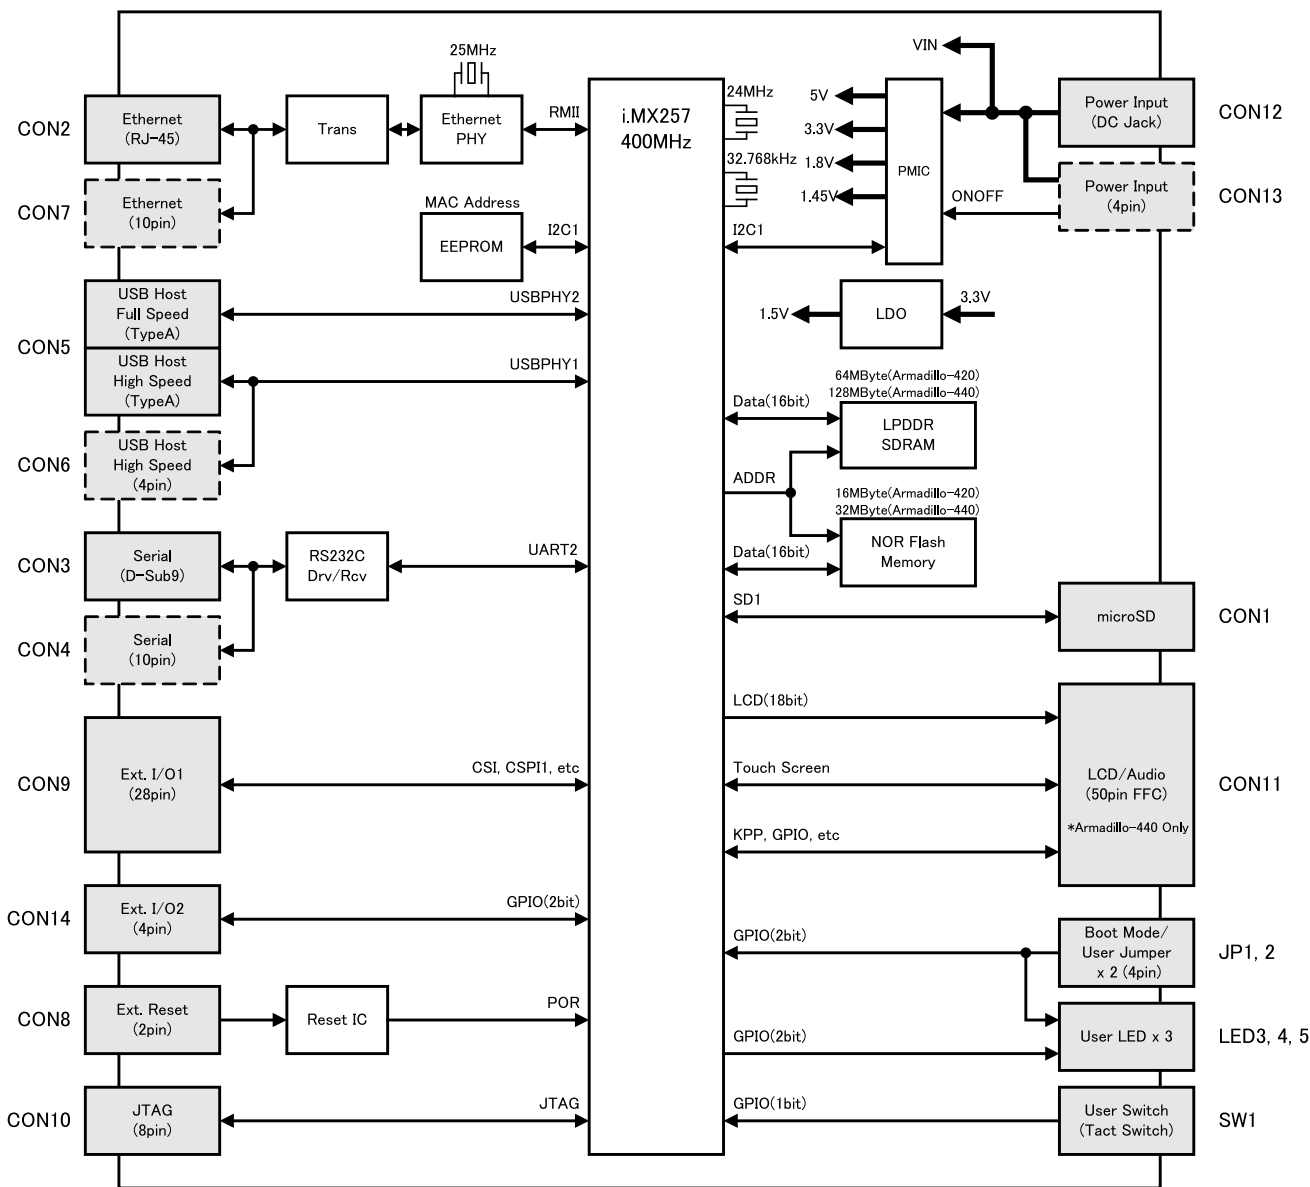 VIN
25MHz
CON2
Ethernet
(RJ-45)
Trans
Ethernet
PHY
RMII
i.MX257
400MHz
24MHz
32.768kHz
5V
3.3V
1.8V
1.45V
PMIC
ONOFF
Power Input
(DC Jack)
CON12
Power Input
(4pin)
CON13
CON7
Ethernet
(10pin)
MAC Address
EEPROM
I2C1
I2C1
1.5V
LDO
3.3V
CON5
USB Host
Full Speed
(TypeA)
USBPHY2
USB Host
High Speed
(TypeA)
USBPHY1
CON6
USB Host
High Speed
(4pin)
64MByte(Armadillo-420)
128MByte(Armadillo-440)
Data(16bit)
LPDDR
SDRAM
ADDR
16MByte(Armadillo-420)
32MByte(Armadillo-440)
NOR Flash
Memory
Data(16bit)
CON3
Serial
(D-Sub9)
RS232C
Drv/Rcv
UART2
CON4
Serial
(10pin)
SD1
microSD
CON1
CON9
Ext. I/O1
(28pin)
CSI, CSPI1, etc
LCD(18bit)
Touch Screen
KPP, GPIO, etc
LCD/Audio
(50pin FFC)
*Armadillo-440 Only
CON11
CON14
Ext. I/O2
(4pin)
GPIO(2bit)
GPIO(2bit)
Boot Mode/
User Jumper
x 2 (4pin)
JP1, 2
CON8
Ext. Reset
(2pin)
Reset IC
POR
GPIO(2bit)
User LED x 3
LED3, 4, 5
CON10
JTAG
(8pin)
JTAG
GPIO(1bit)
User Switch
(Tact Switch)
SW1